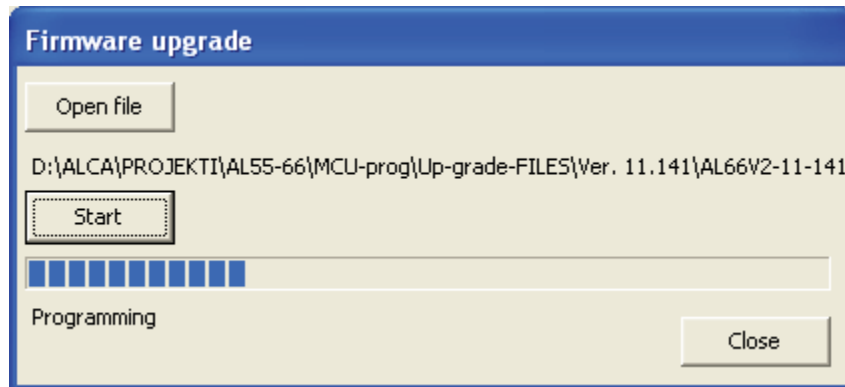 Firmware upgrade
Open file
D:\ALCA\PROJEKTI\AL55-66\MCU-prog\Up-grade-FILES\Ver. 11.141\AL66V2-11-141
Start
Programming
Close